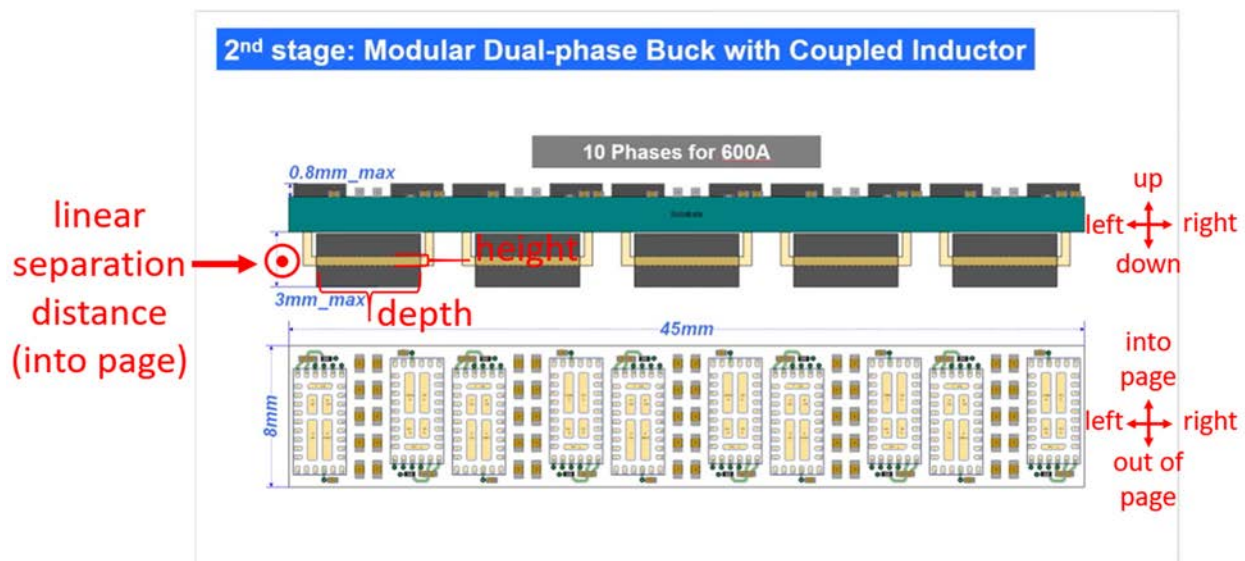 2nd stage: Modular Dual-phase Buck with Coupled Inductor
10 Phases for 600A
0.8mm_max
up
left
right
down
linear
separation
distance
(into page)
height
3mm_max
depth
45mm
8mm
into
page
left
right
out of
page